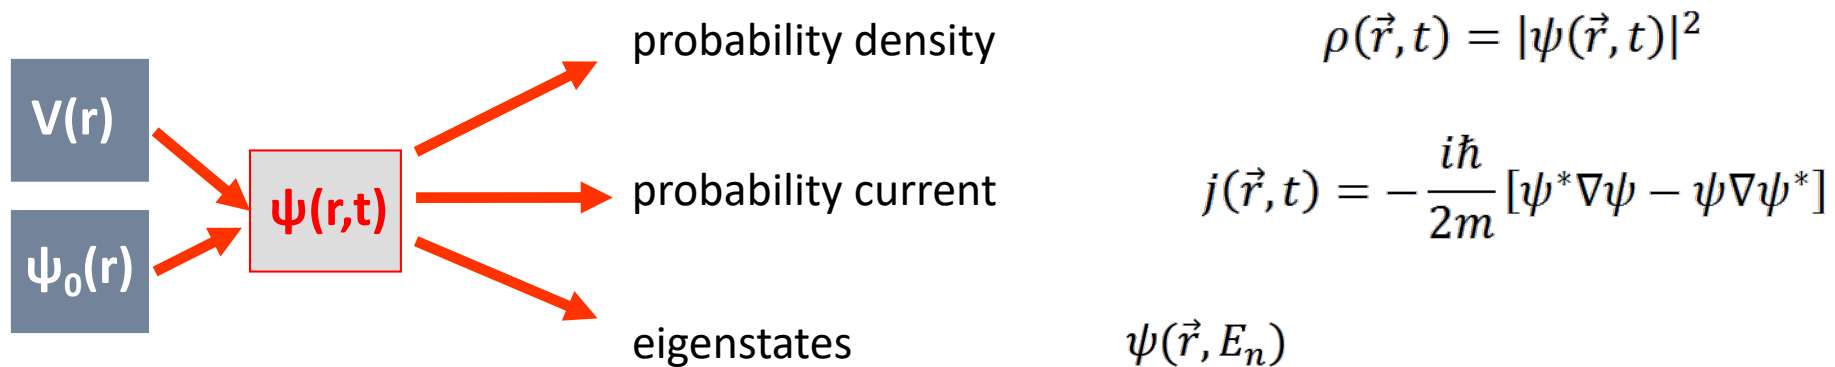 probability density
ρ(r⃗, t) = |ψ(r⃗, t)|²
V(r)
probability current
j(r⃗, t) = − iħ/2m [ψ*∇ψ − ψ∇ψ*]
ψ(r,t)
ψ₀(r)
eigenstates
ψ(r⃗, Eₙ)